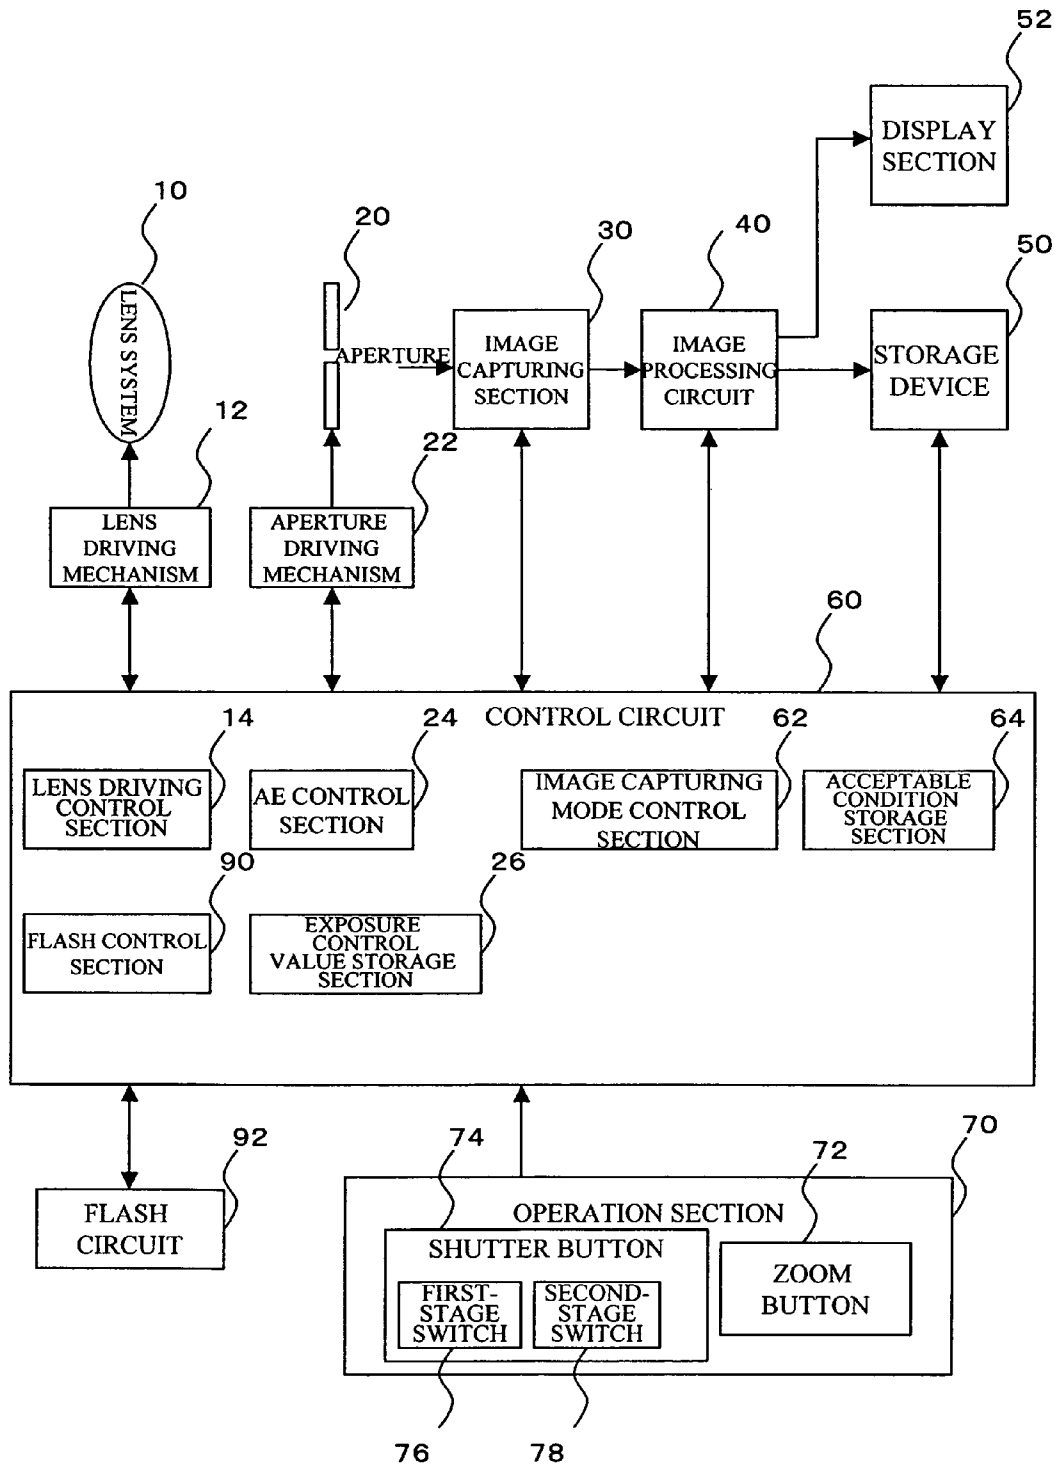 52
DISPLAY
SECTION
10
20
30
40
50
LENS SYSTEM
APERTURE
IMAGE
CAPTURING
SECTION
IMAGE
PROCESSING
CIRCUIT
STORAGE
DEVICE
12
22
LENS
DRIVING
MECHANISM
APERTURE
DRIVING
MECHANISM
60
CONTROL CIRCUIT
14
24
62
64
LENS DRIVING
CONTROL
SECTION
AE CONTROL
SECTION
IMAGE CAPTURING
MODE CONTROL
SECTION
ACCEPTABLE
CONDITION
STORAGE
SECTION
90
26
FLASH CONTROL
SECTION
EXPOSURE
CONTROL
VALUE STORAGE
SECTION
92
74
72
70
FLASH
CIRCUIT
OPERATION SECTION
SHUTTER BUTTON
FIRST-
STAGE
SWITCH
SECOND-
STAGE
SWITCH
ZOOM
BUTTON
76
78